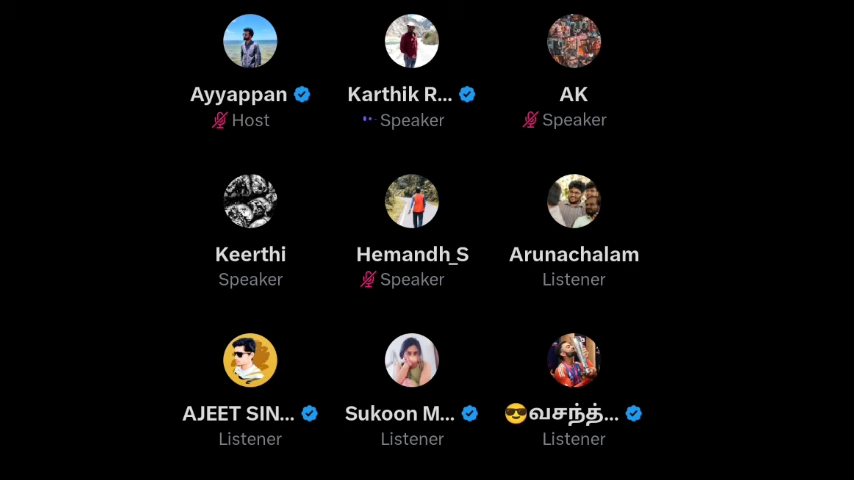 Ayyappan
Karthik R...
AK
Host
Speaker
Speaker
Keerthi
Hemandh_S
Arunachalam
Speaker
Speaker
Listener
AJEET SIN...
Sukoon M...
😎வசந்த்...
Listener
Listener
Listener